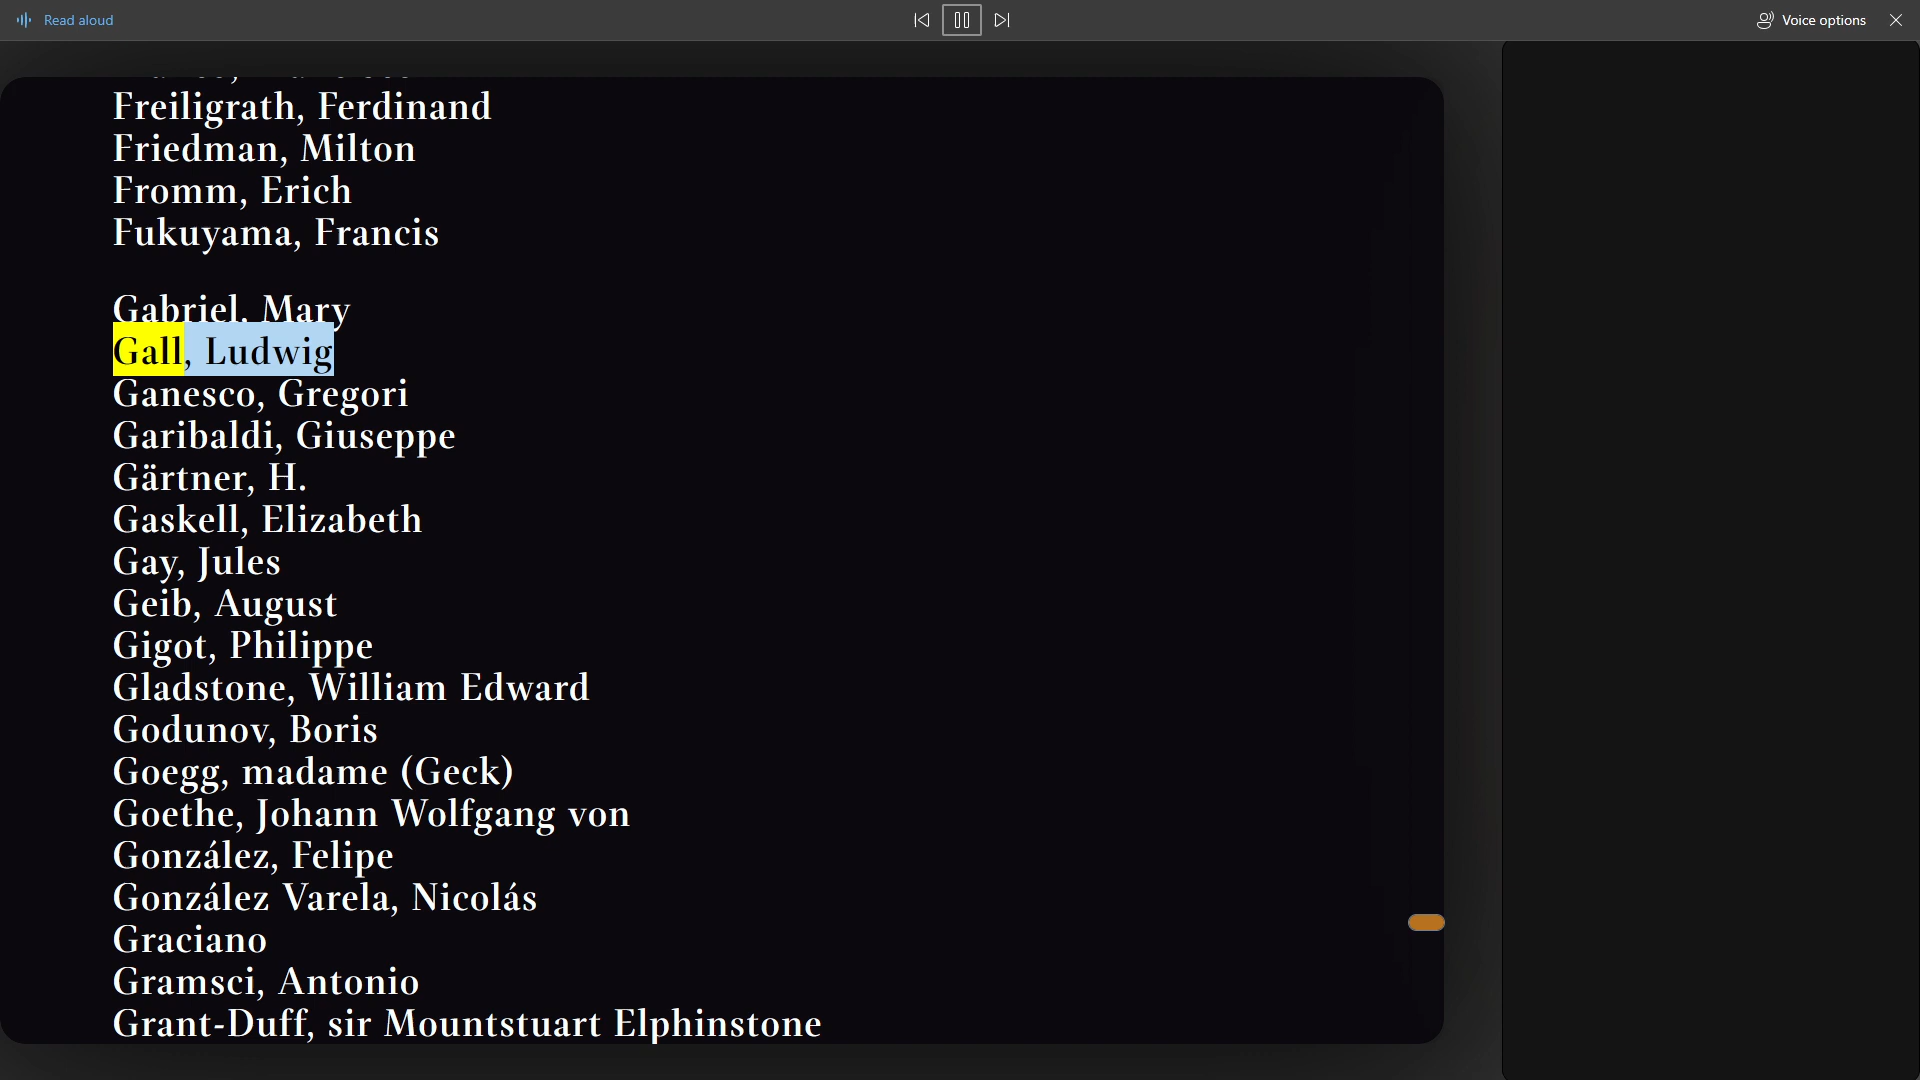 Read aloud
Voice options
Freiligrath, Ferdinand
Friedman, Milton
Fromm, Erich
Fukuyama, Francis
Gabriel, Mary
Gall, Ludwig
Ganesco, Gregori
Garibaldi, Giuseppe
Gärtner, H.
Gaskell, Elizabeth
Gay, Jules
Geib, August
Gigot, Philippe
Gladstone, William Edward
Godunov, Boris
Goegg, madame (Geck)
Goethe, Johann Wolfgang von
González, Felipe
González Varela, Nicolás
Graciano
Gramsci, Antonio
Grant-Duff, sir Mountstuart Elphinstone